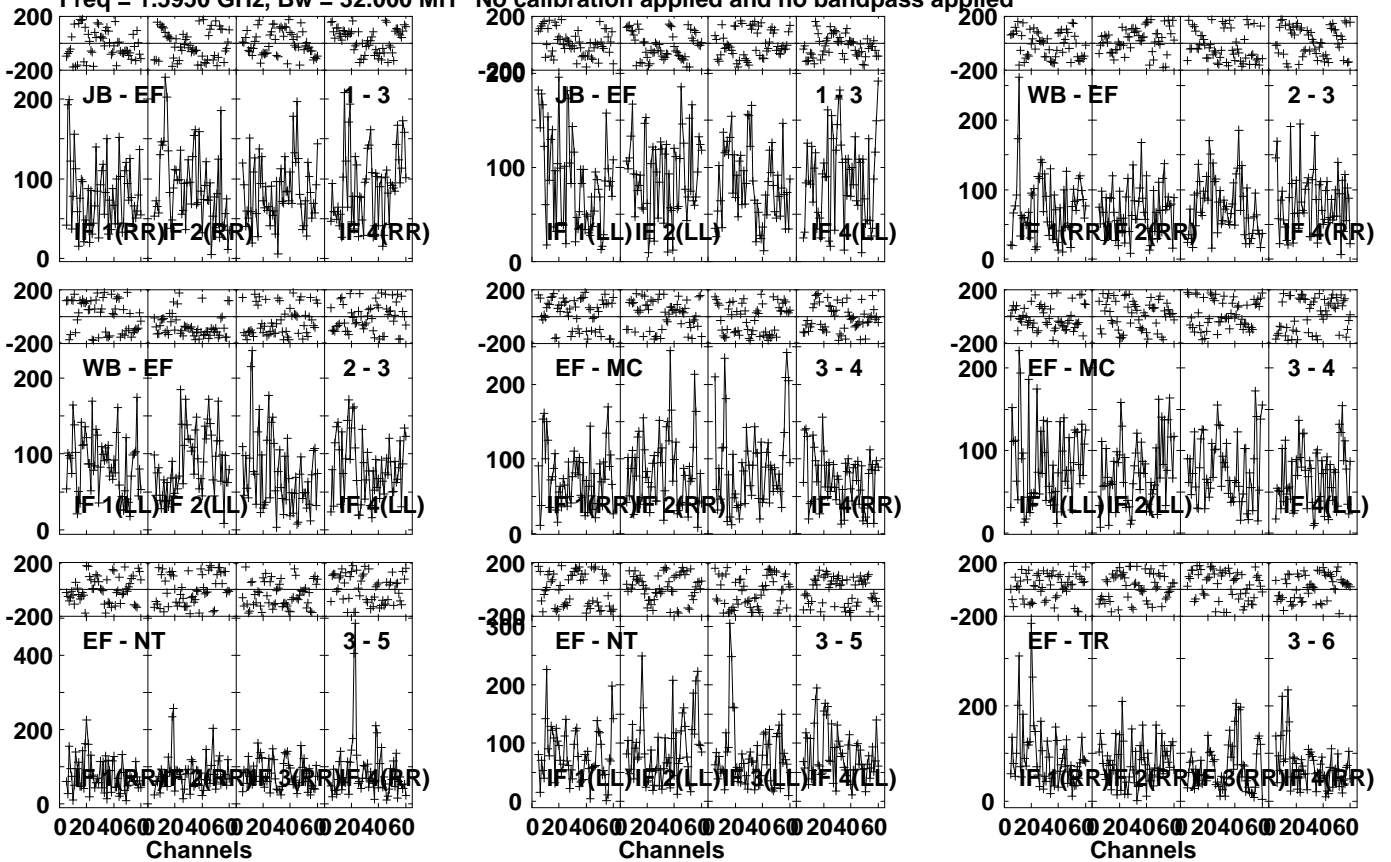 Freq = 1.5950 GHz, Bw = 32.000 MH No calibration applied and no bandpass applied
200 200 200
-200 -200 -200
JB - EF 1 - 3 JB - EF 1 - 3 WB - EF 2 - 3
200 200 200
100 100 100
IF 1(RR) IF 2(RR) IF 4(RR) IF 1(LL) IF 2(LL) IF 4(LL) IF 1(RR) IF 2(RR) IF 4(RR)
0 0 0
200 200 200
-200 -200 -200
WB - EF 2 - 3 EF - MC 3 - 4 EF - MC 3 - 4
200 200 200
100 100 100
IF 1(LL) IF 2(LL) IF 4(LL) IF 1(RR) IF 2(RR) IF 4(RR) IF 1(LL) IF 2(LL) IF 4(LL)
0 0 0
200 200 200
-200 -200 -200
EF - NT 3 - 5 EF - NT 3 - 5 EF - TR 3 - 6
400 300
200 200 200
100
IF 1(RR) IF 2(RR) IF 3(RR) IF 4(RR) IF 1(LL) IF 2(LL) IF 3(LL) IF 4(LL) IF 1(RR) IF 2(RR) IF 3(RR) IF 4(RR)
0 0 0
0 20 40 60 0 20 40 60 0 20 40 60 0 20 40 60 0 20 40 60 0 20 40 60 0 20 40 60 0 20 40 60 0 20 40 60 0 20 40 60 0 20 40 60 0 20 40 60
Channels Channels Channels